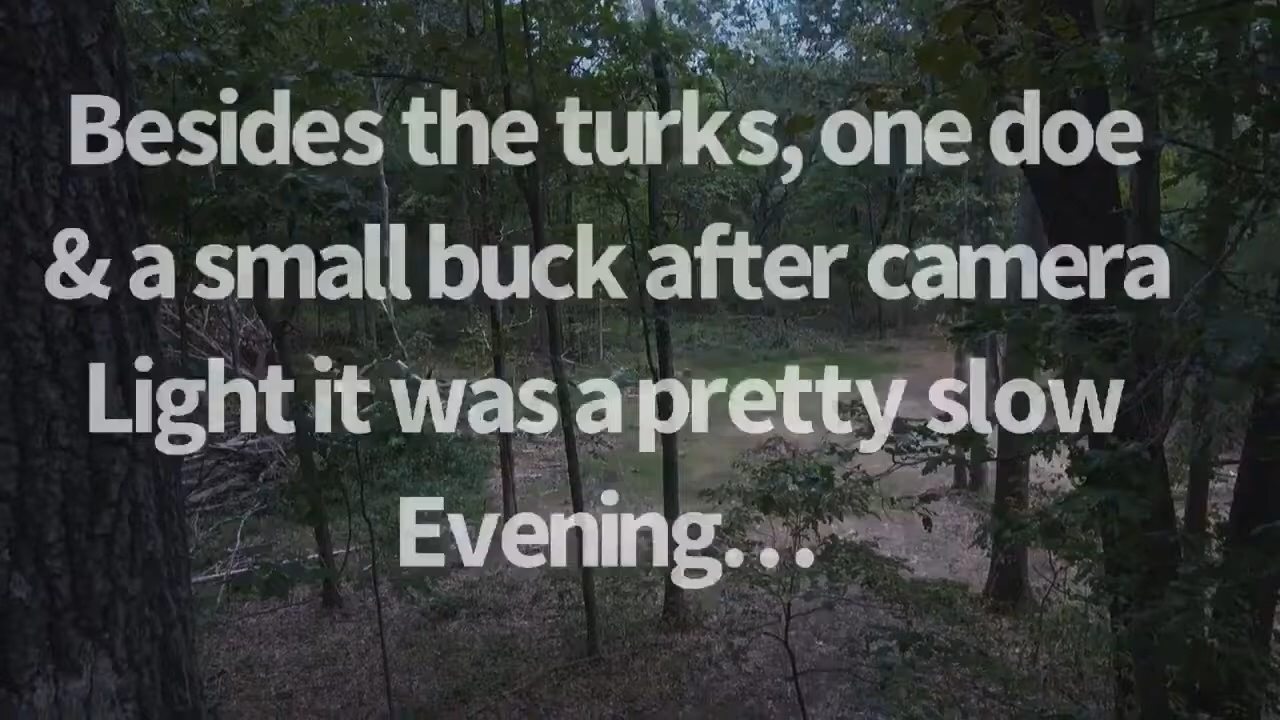 Besides the turks, one doe
& a small buck after camera
Light it was a pretty slow
Evening…